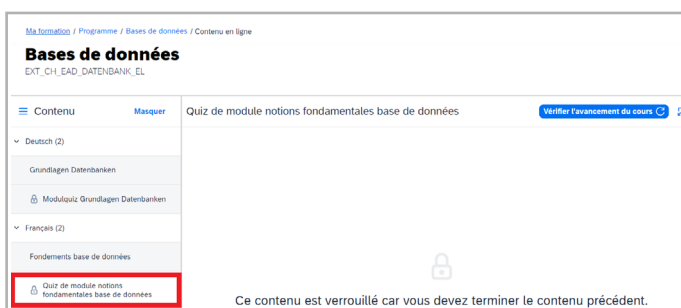 Ma formation / Programme / Bases de données / Contenu en ligne
Bases de données
EXT_CH_EAD_DATENBANK_EL
Contenu
Masquer
Quiz de module notions fondamentales base de données
Vérifier l'avancement du cours
Deutsch (2)
Grundlagen Datenbanken
Modulquiz Grundlagen Datenbanken
Français (2)
Fondements base de données
Quiz de module notions
fondamentales base de données
Ce contenu est verrouillé car vous devez terminer le contenu précédent.